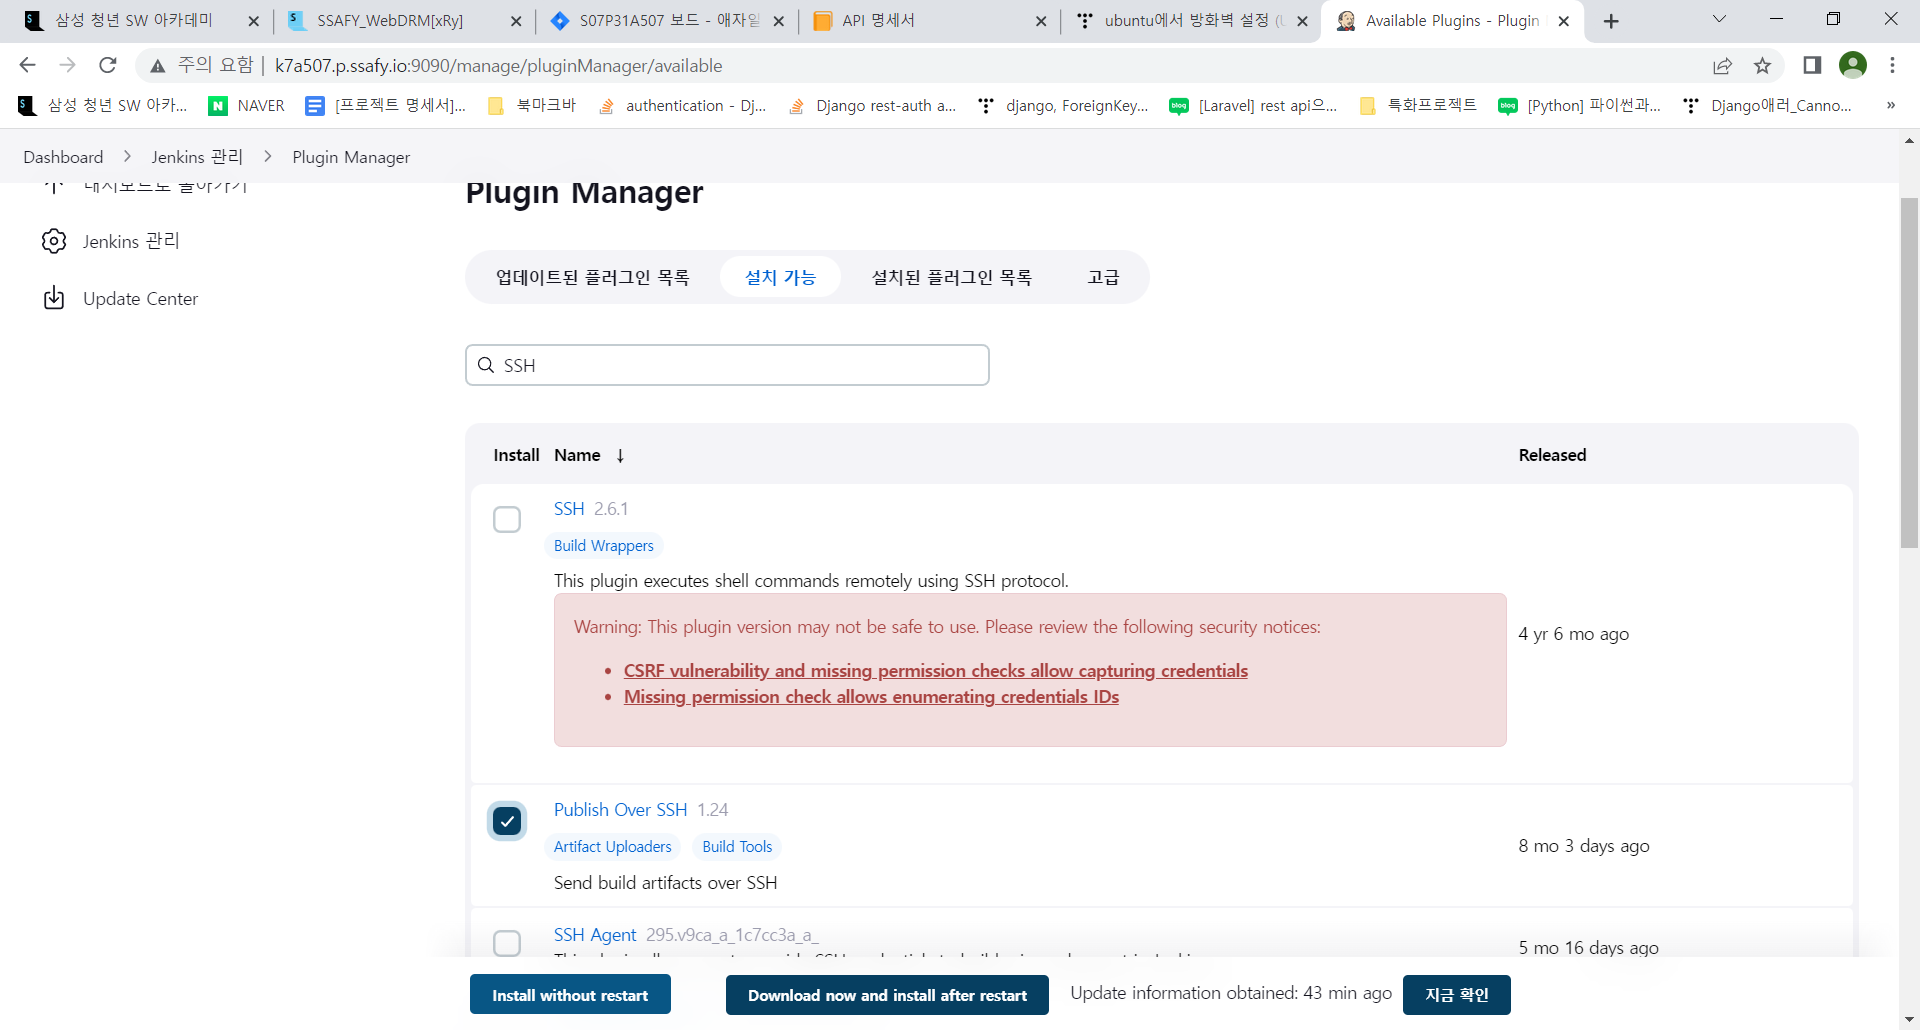 삼성 청년 SW 아카데미
SSAFY_WebDRM[xRy]
S07P31A507 보드 - 애자일
API 명세서
ubuntu에서 방화벽 설정 (U
Available Plugins - Plugin
주의 요함 | k7a507.p.ssafy.io:9090/manage/pluginManager/available
삼성 청년 SW 아카...
NAVER
[프로젝트 명세서]...
북마크바
authentication - Dj...
Django rest-auth a...
django, ForeignKey...
[Laravel] rest api으...
특화프로젝트
[Python] 파이썬과...
Django애러_Canno...
»
Dashboard > Jenkins 관리 > Plugin Manager
대시보드로 돌아가기
Jenkins 관리
Update Center
Plugin Manager
업데이트된 플러그인 목록
설치 가능
설치된 플러그인 목록
고급
SSH
Install Name ↓ Released
SSH 2.6.1
Build Wrappers
This plugin executes shell commands remotely using SSH protocol.
Warning: This plugin version may not be safe to use. Please review the following security notices:
• CSRF vulnerability and missing permission checks allow capturing credentials
• Missing permission check allows enumerating credentials IDs
4 yr 6 mo ago
Publish Over SSH 1.24
Artifact Uploaders Build Tools
Send build artifacts over SSH
8 mo 3 days ago
SSH Agent 295.v9ca_a_1c7cc3a_a_
5 mo 16 days ago
Install without restart
Download now and install after restart
Update information obtained: 43 min ago
지금 확인